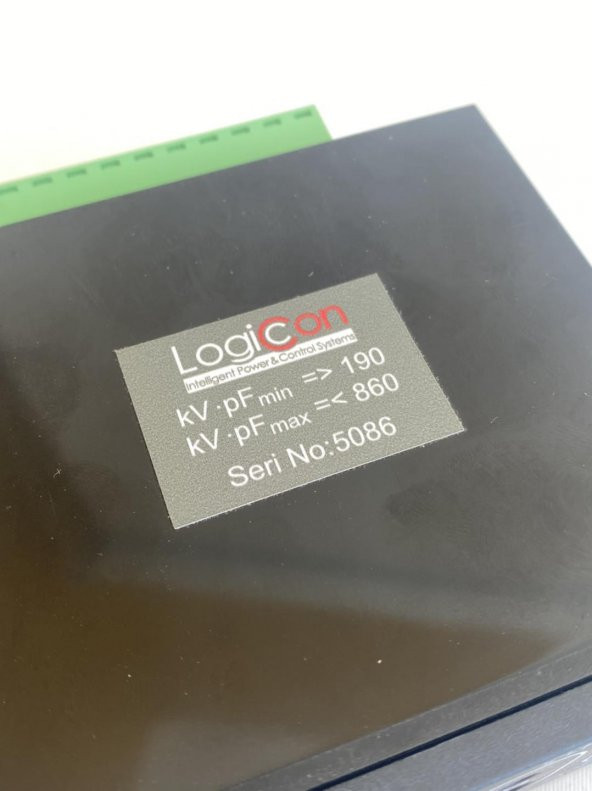 LogiCon
Intelligent Power & Control Systems
kV·pF min => 190
kV·pF max =< 860
Seri No:5086